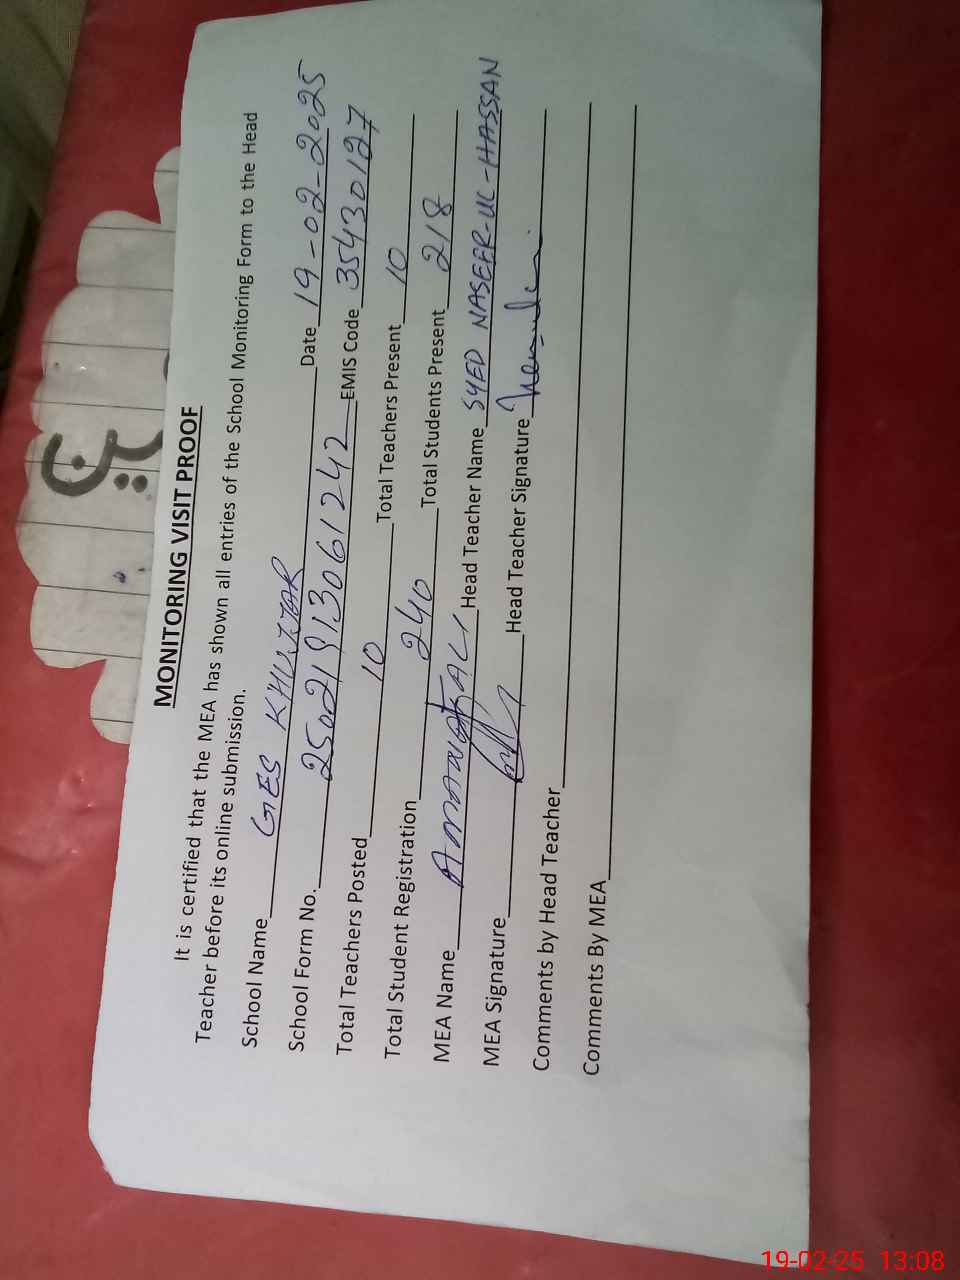 ین
MONITORING VISIT PROOF
It is certified that the MEA has shown all entries of the School Monitoring Form to the Head
Teacher before its online submission.
School Name GES KHUJJAR Date 19-02-2025
School Form No. 25021913061242 EMIS Code 35430127
Total Teachers Posted 10 Total Teachers Present 10
Total Student Registration 240 Total Students Present 218
MEA Name AMANAT ALI Head Teacher Name SYED NASEER-UL-HASSAN
MEA Signature Head Teacher Signature
Comments by Head Teacher
Comments By MEA
19-02-25 13:08